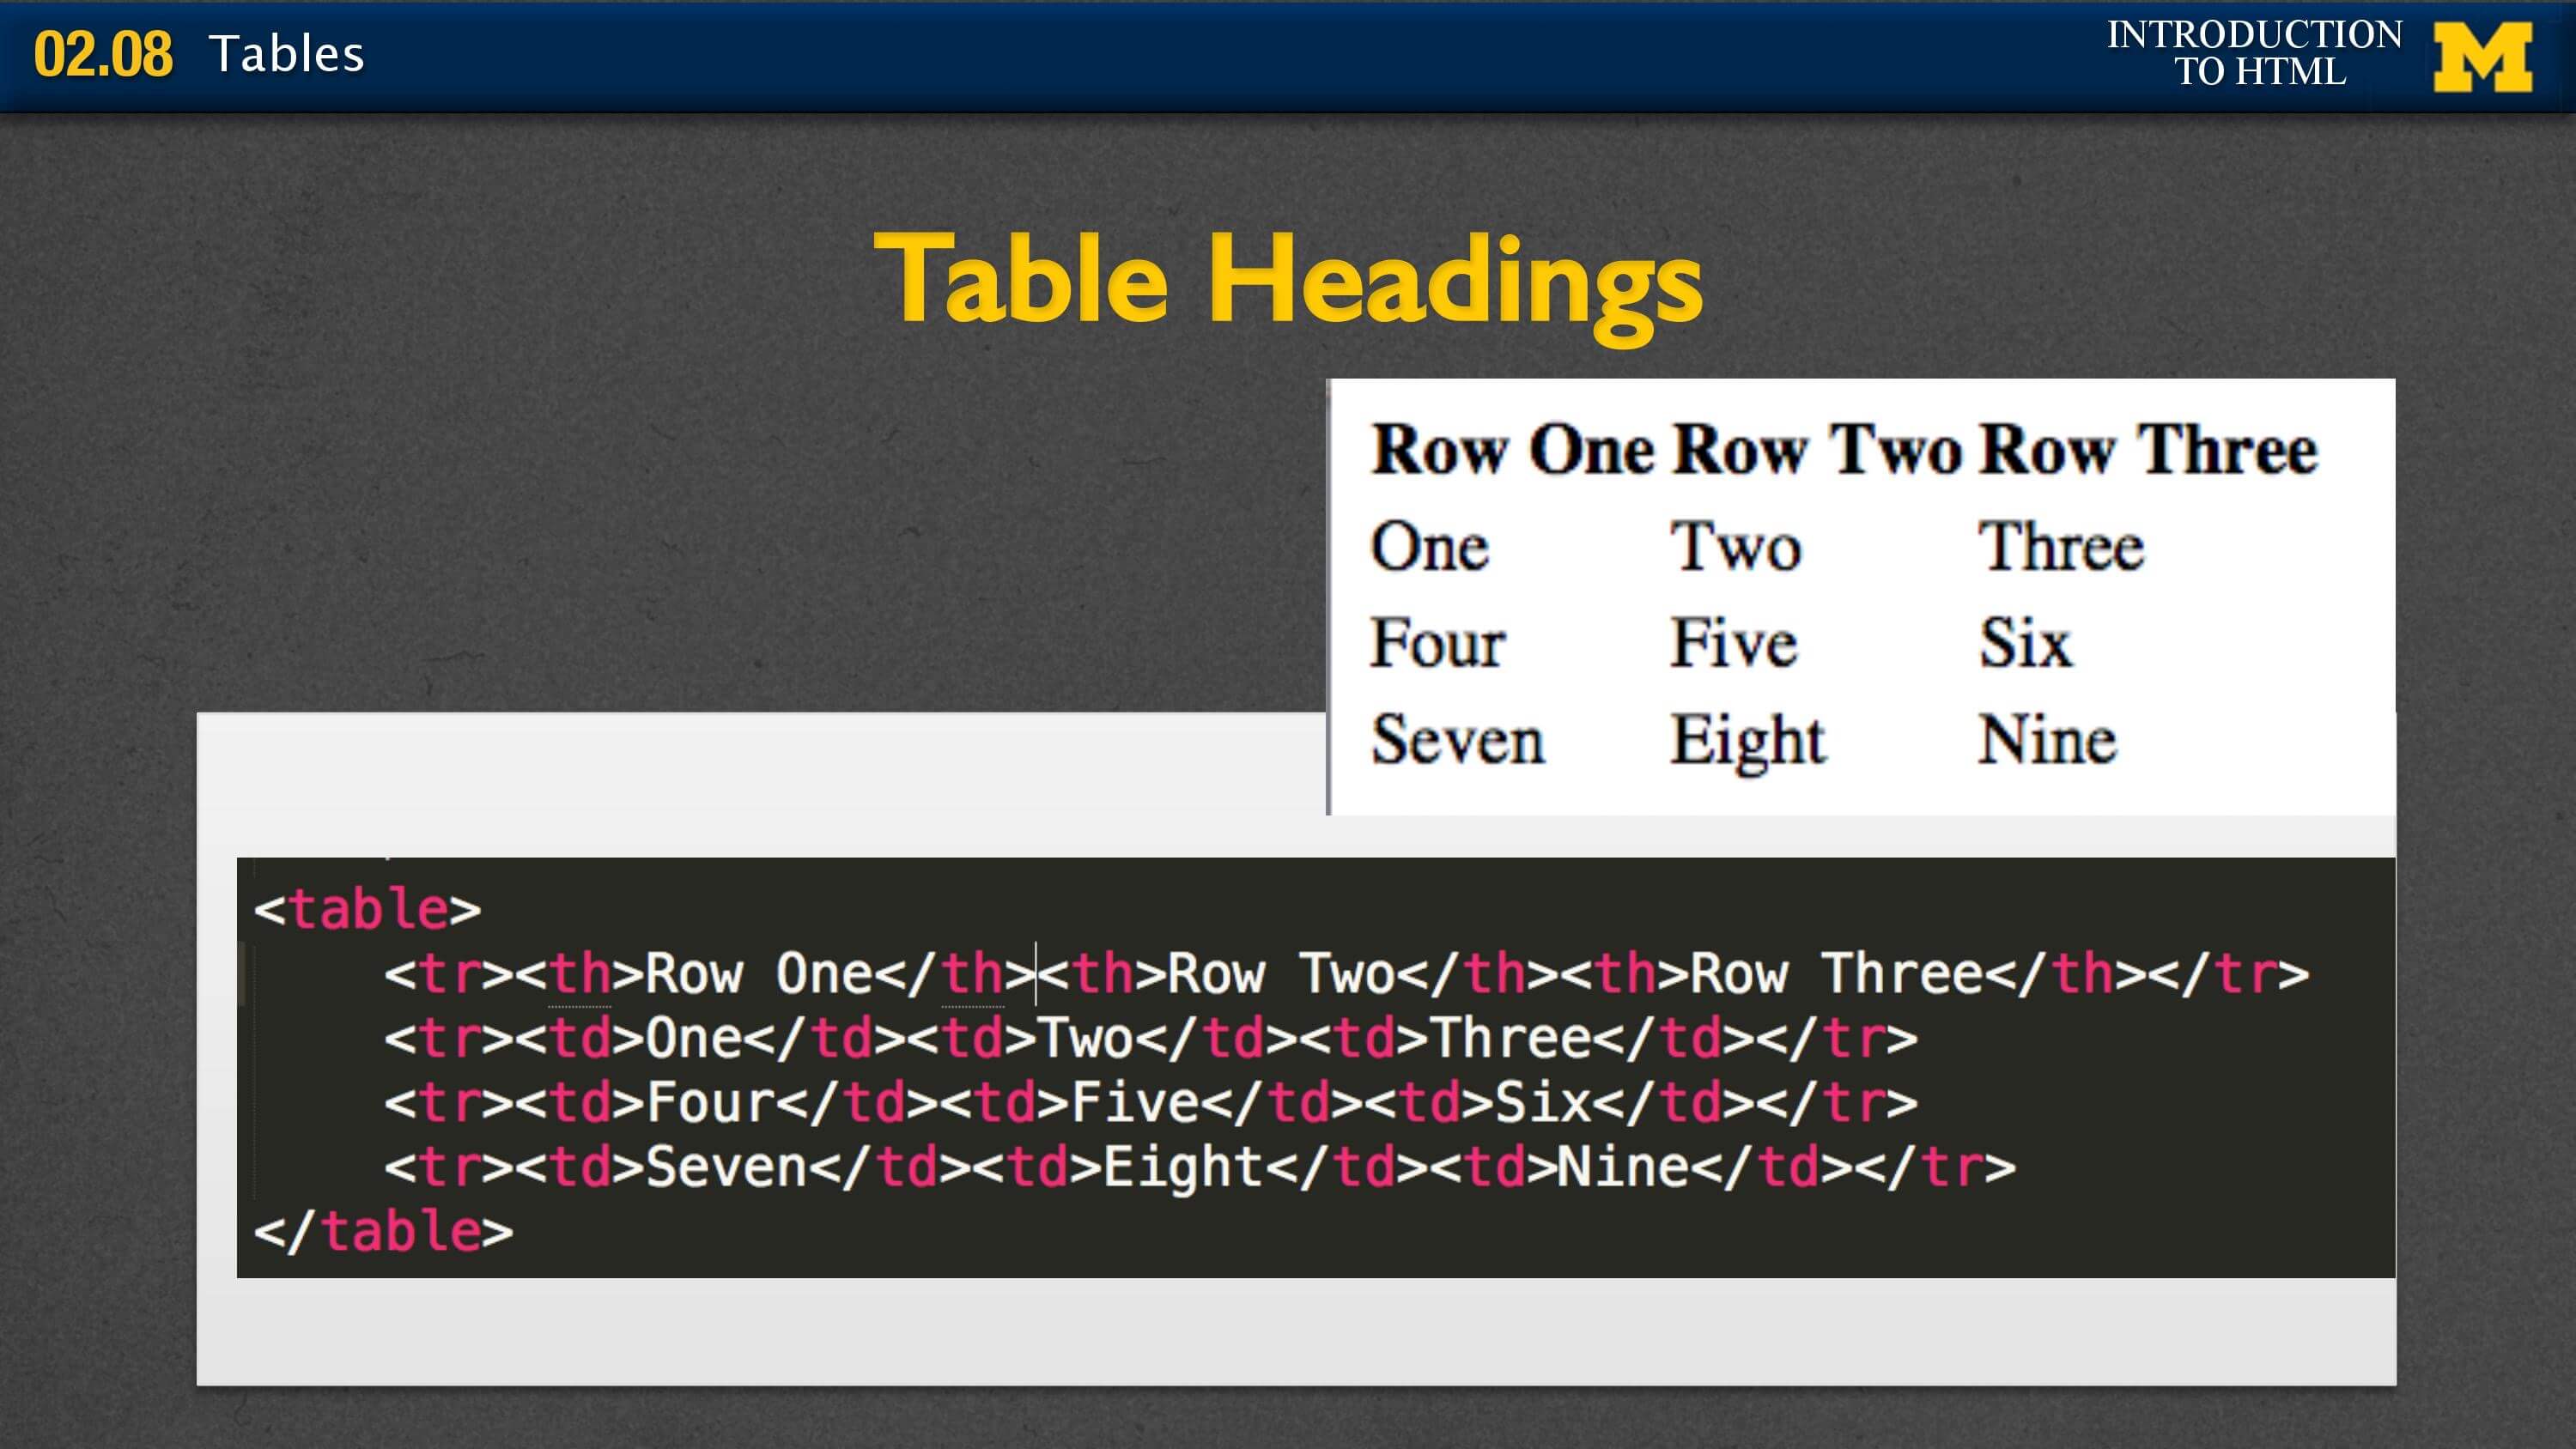 02.08 Tables
INTRODUCTION
TO HTML
M
Table Headings
Row One Row Two Row Three
One Two Three
Four Five Six
Seven Eight Nine
<table>
<tr><th>Row One</th><th>Row Two</th><th>Row Three</th></tr>
<tr><td>One</td><td>Two</td><td>Three</td></tr>
<tr><td>Four</td><td>Five</td><td>Six</td></tr>
<tr><td>Seven</td><td>Eight</td><td>Nine</td></tr>
</table>